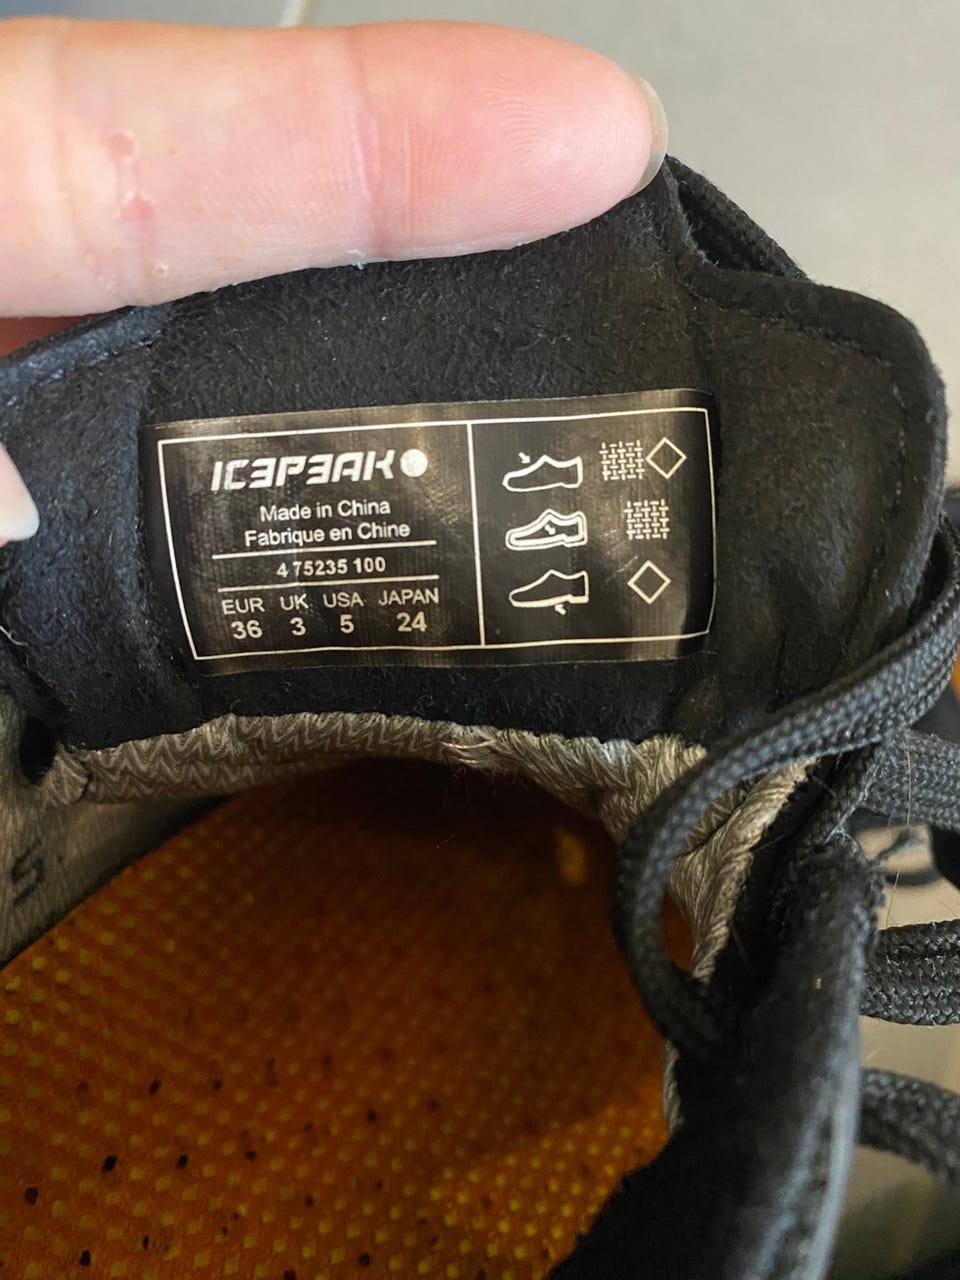 ICEPEAK
Made in China
Fabrique en Chine
4 75235 100
EUR UK USA JAPAN
36 3 5 24